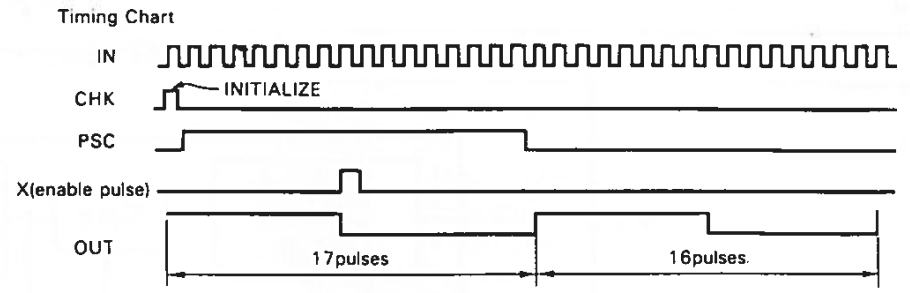 Timing Chart
IN
INITIALIZE
CHK
PSC
X(enable pulse)
OUT
17pulses
16pulses.